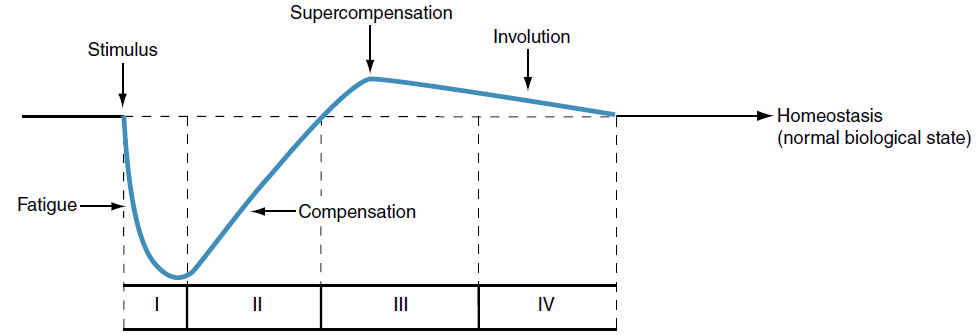 Supercompensation
Involution
Stimulus
Homeostasis
(normal biological state)
Fatigue
Compensation
I
II
III
IV